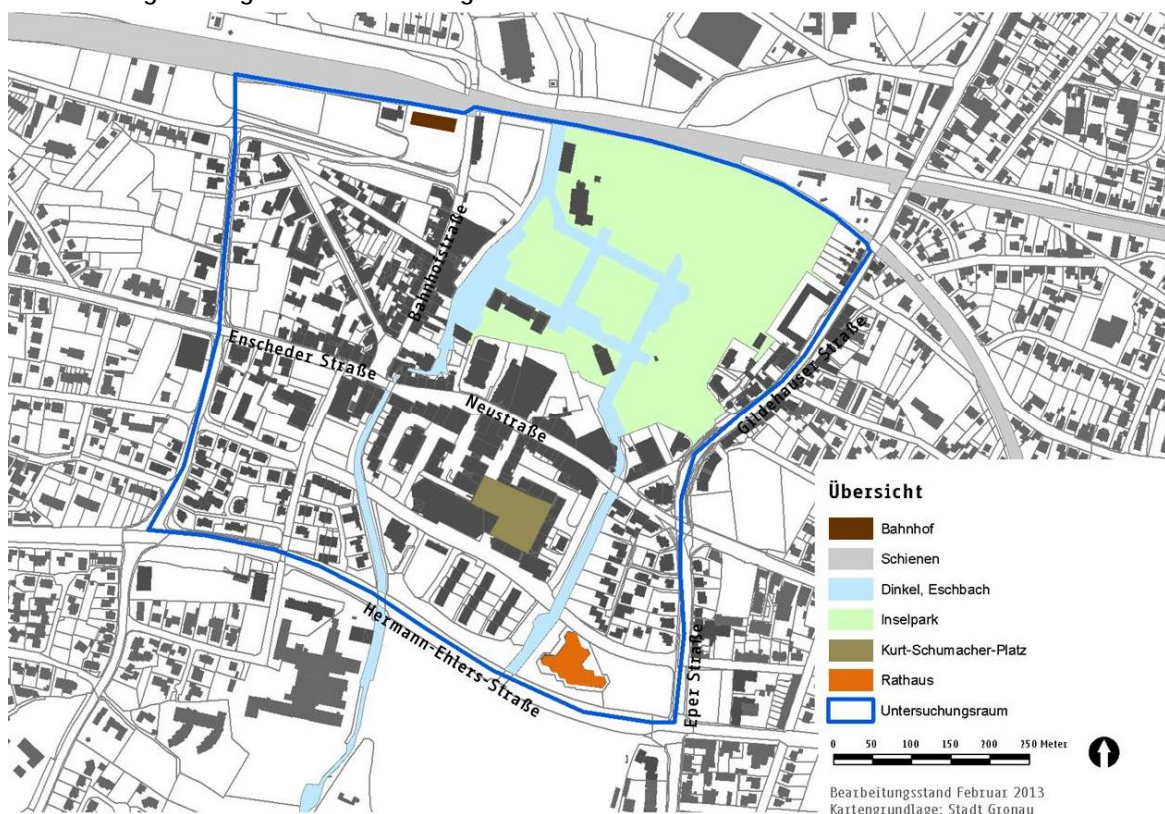 Bahnhofstraße
Enscheder Straße
Neustraße
Gildehauser-Straße
Hermann-Ehlers-Straße
Eper Straße
Übersicht
Bahnhof
Schienen
Dinkel, Eschbach
Inselpark
Kurt-Schumacher-Platz
Rathaus
Untersuchungsraum
0 50 100 150 200 250 Meter
Bearbeitungsstand Februar 2013
Kartengrundlage: Stadt Gronau